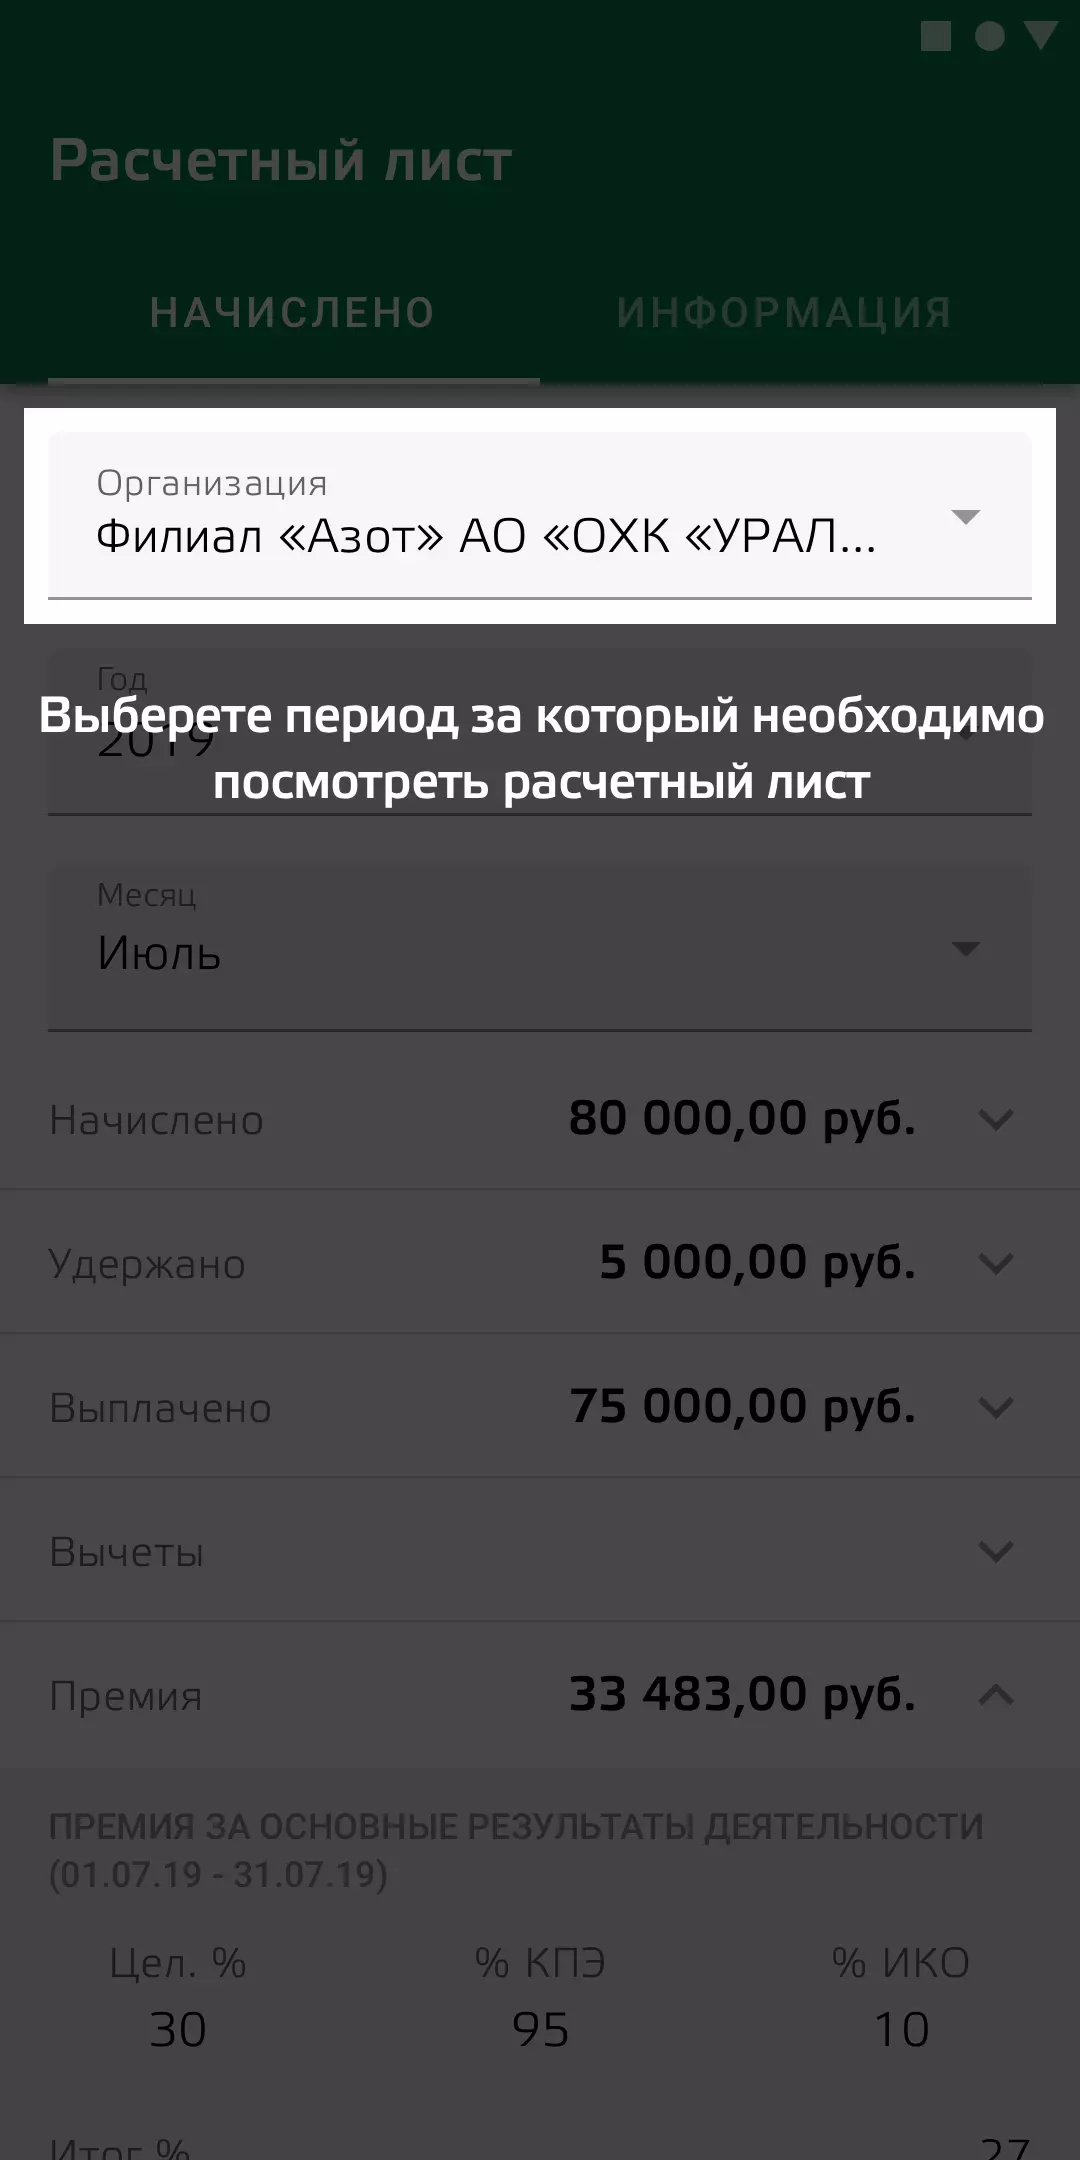 Расчетный лист
НАЧИСЛЕНО ИНФОРМАЦИЯ
Организация
Филиал «Азот» АО «ОХК «УРАЛ...
Год
2019
Выберете период за который необходимо
посмотреть расчетный лист
Месяц
Июль
Начислено 80 000,00 руб.
Удержано 5 000,00 руб.
Выплачено 75 000,00 руб.
Вычеты
Премия 33 483,00 руб.
ПРЕМИЯ ЗА ОСНОВНЫЕ РЕЗУЛЬТАТЫ ДЕЯТЕЛЬНОСТИ
(01.07.19 - 31.07.19)
Цел. % % КПЭ % ИКО
30 95 10
Итог % 27